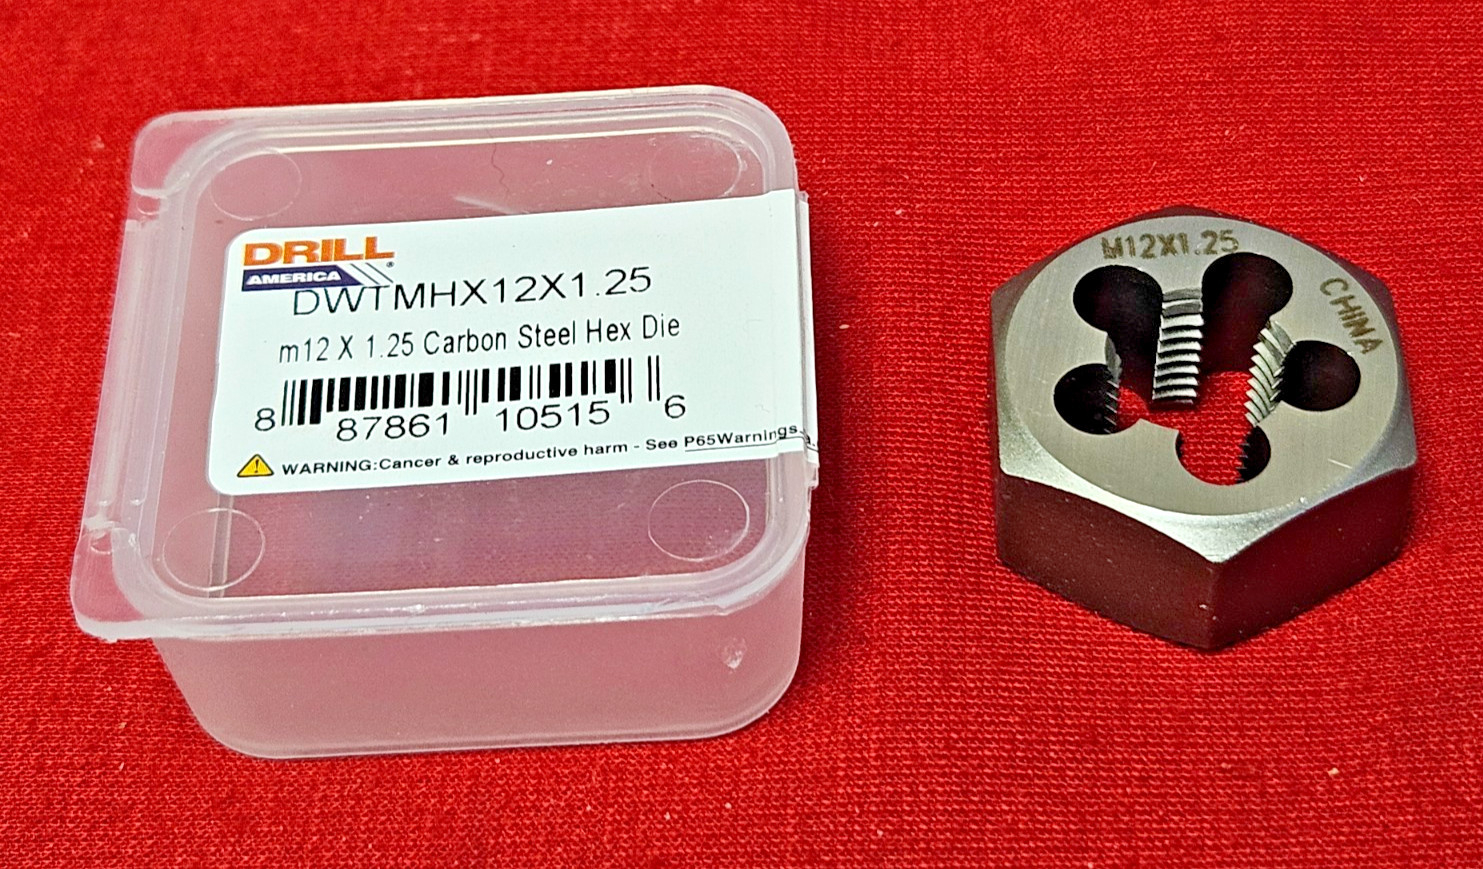 DRILL
AMERICA®
DWTMHX12X1.25
m12 X 1.25 Carbon Steel Hex Die
8 87861 10515 6
WARNING:Cancer & reproductive harm - See P65Warnings.
M12X1.25
CHINA